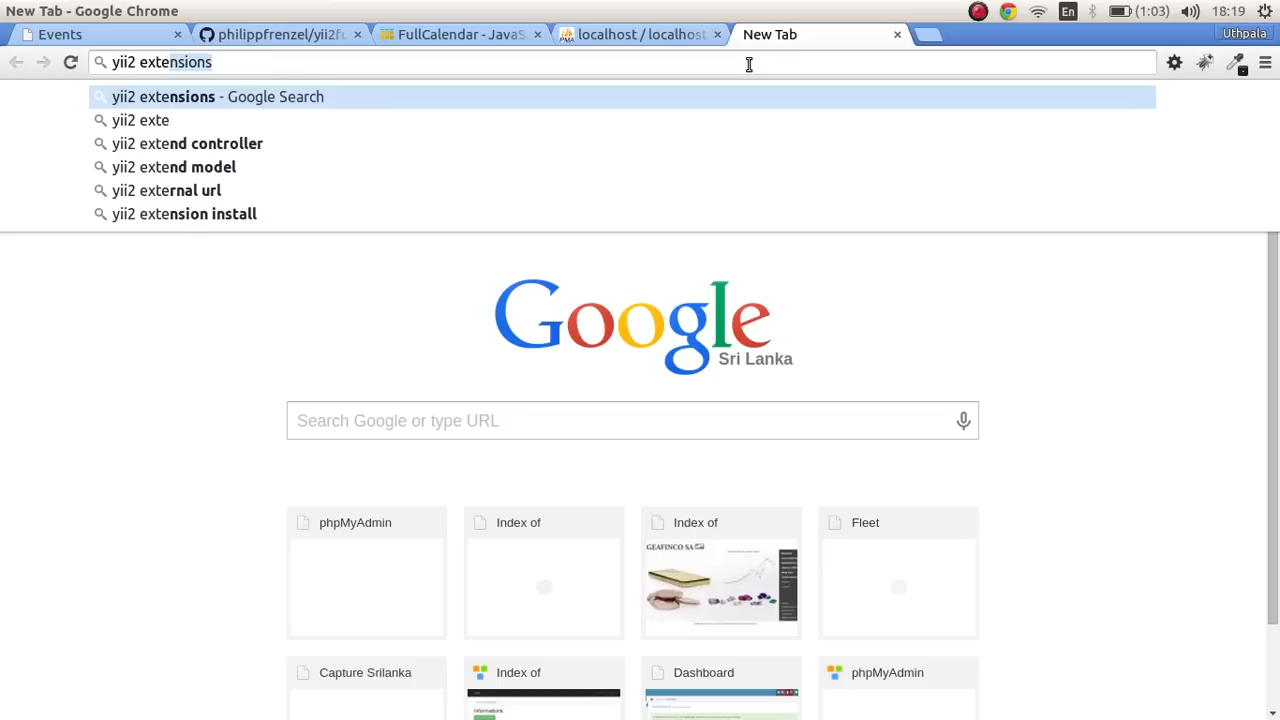 New Tab - Google Chrome
En
(1:03)
18:19
Events
philippfrenzel/yii2fu
FullCalendar - JavaS
localhost / localhost
New Tab
Uthpala
yii2 extensions
yii2 extensions - Google Search
yii2 exte
yii2 extend controller
yii2 extend model
yii2 external url
yii2 extension install
Google
Sri Lanka
Search Google or type URL
phpMyAdmin
Index of
Index of
Fleet
GEAFINCO SA
Capture Srilanka
Index of
Dashboard
phpMyAdmin
Informations